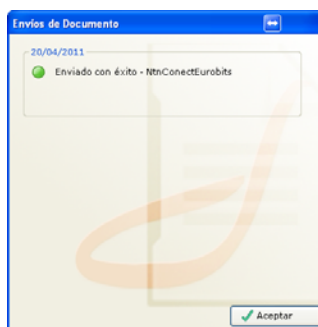 Envíos de Documento
20/04/2011
Enviado con éxito - NtnConectEurobits
Aceptar